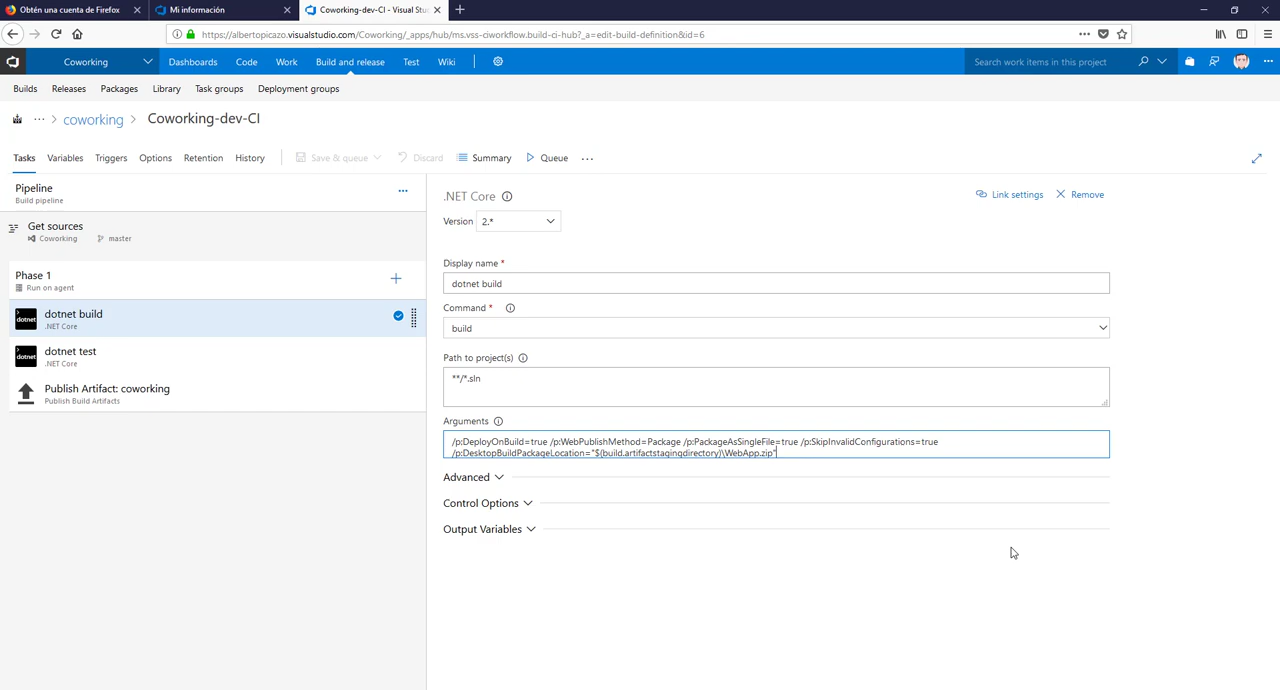 Obtén una cuenta de Firefox
Mi información
Coworking-dev-CI - Visual Stu
https://albertopicazo.visualstudio.com/Coworking/_apps/hub/ms.vss-ciworkflow.build-ci-hub?_a=edit-build-definition&id=6
Coworking
Dashboards
Code
Work
Build and release
Test
Wiki
Search work items in this project
Builds
Releases
Packages
Library
Task groups
Deployment groups
... > coworking > Coworking-dev-CI
Tasks
Variables
Triggers
Options
Retention
History
Save & queue
Discard
Summary
Queue
...
Pipeline
Build pipeline
Get sources
Coworking
master
Phase 1
Run on agent
dotnet
dotnet build
.NET Core
dotnet
dotnet test
.NET Core
Publish Artifact: coworking
Publish Build Artifacts
.NET Core
Link settings
Remove
Version
2.*
Display name *
dotnet build
Command *
build
Path to project(s)
**/*.sln
Arguments
/p:DeployOnBuild=true /p:WebPublishMethod=Package /p:PackageAsSingleFile=true /p:SkipInvalidConfigurations=true
/p:DesktopBuildPackageLocation="$(build.artifactstagingdirectory)\WebApp.zip"
Advanced
Control Options
Output Variables